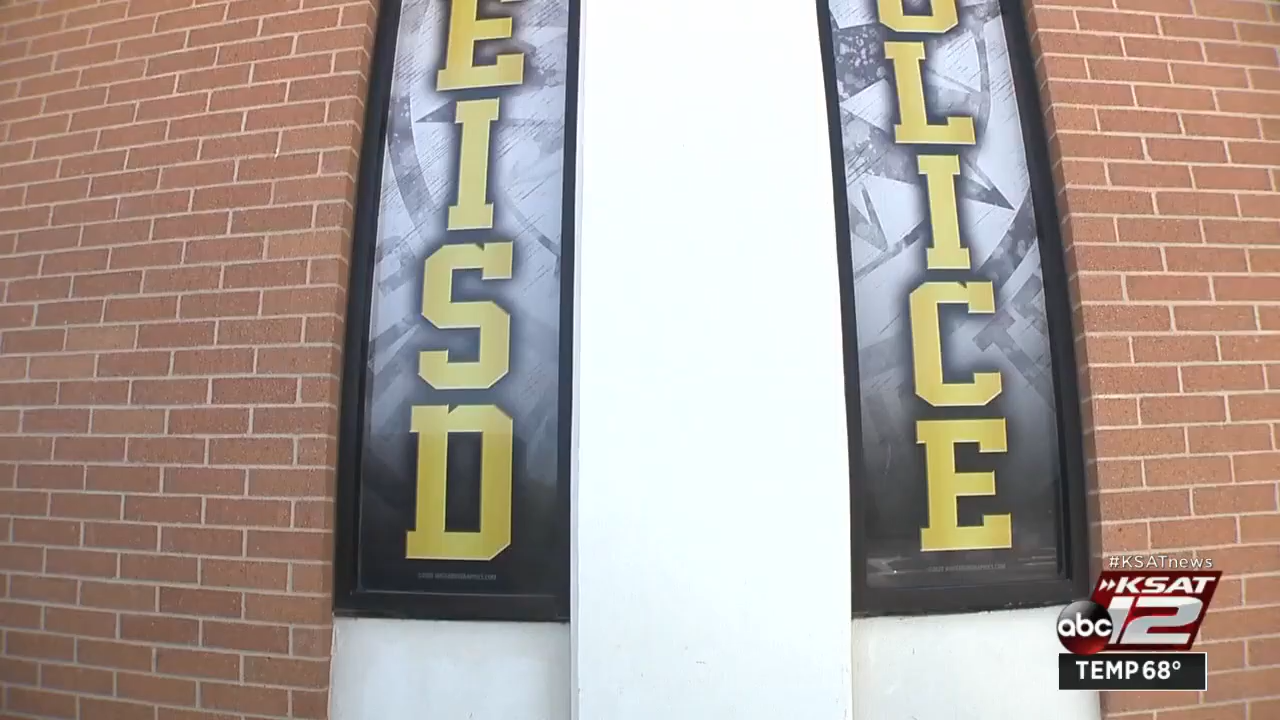 EISD
OLICE
#KSATnews
KSAT
abc 12
TEMP 68°